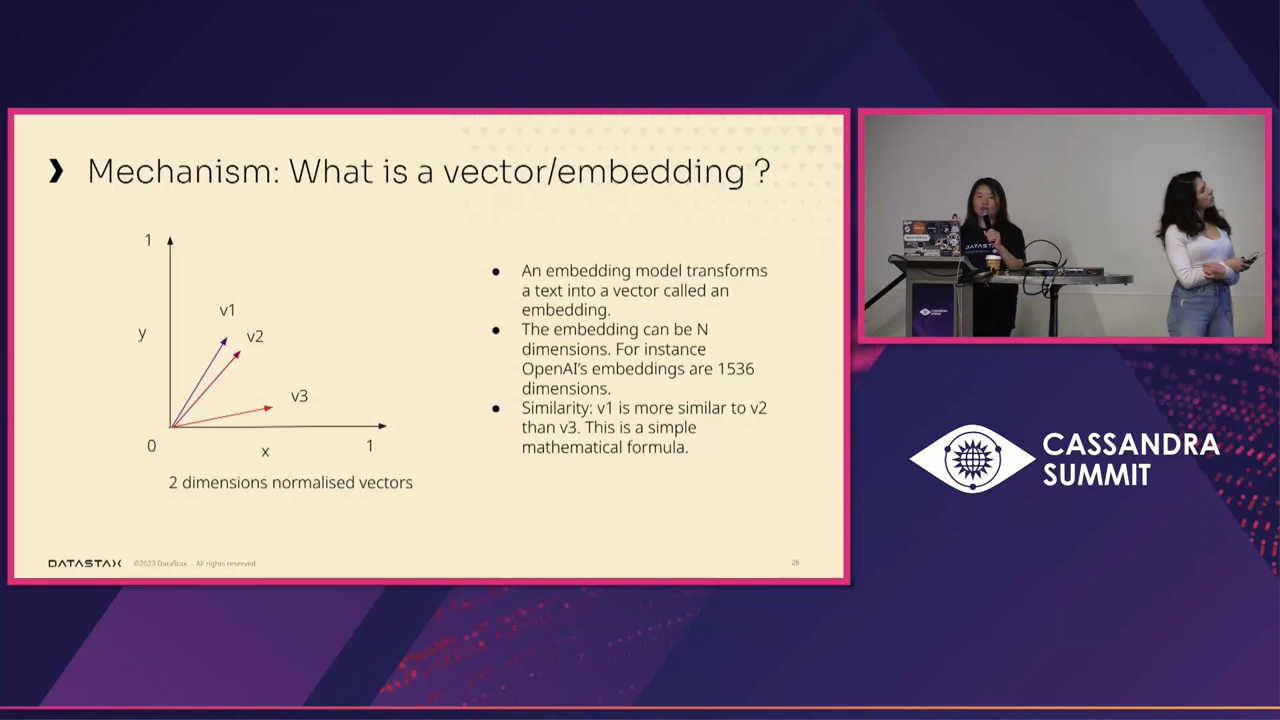 ❯ Mechanism: What is a vector/embedding ?
1
v1
y
v2
v3
0
x
1
2 dimensions normalised vectors
● An embedding model transforms
a text into a vector called an
embedding.
● The embedding can be N
dimensions. For instance
OpenAI's embeddings are 1536
dimensions.
● Similarity: v1 is more similar to v2
than v3. This is a simple
mathematical formula.
DATASTAX
©2023 DataStax. - All rights reserved
26
DATASTAX
CASSANDRA
SUMMIT